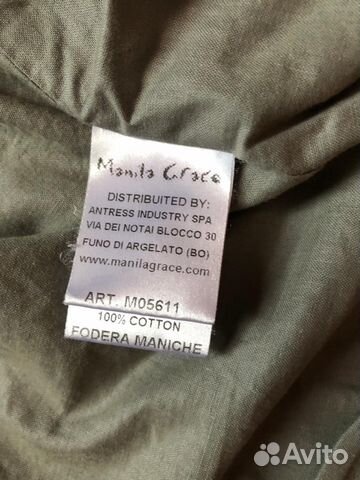 Manila Grace
DISTRIBUTED BY:
ANTRESS INDUSTRY SPA
VIA DEI NOTAI BLOCCO 30
FUNO DI ARGELATO (BO)
www.manilagrace.com
ART. M05611
100% COTTON
FODERA MANICHE
Avito